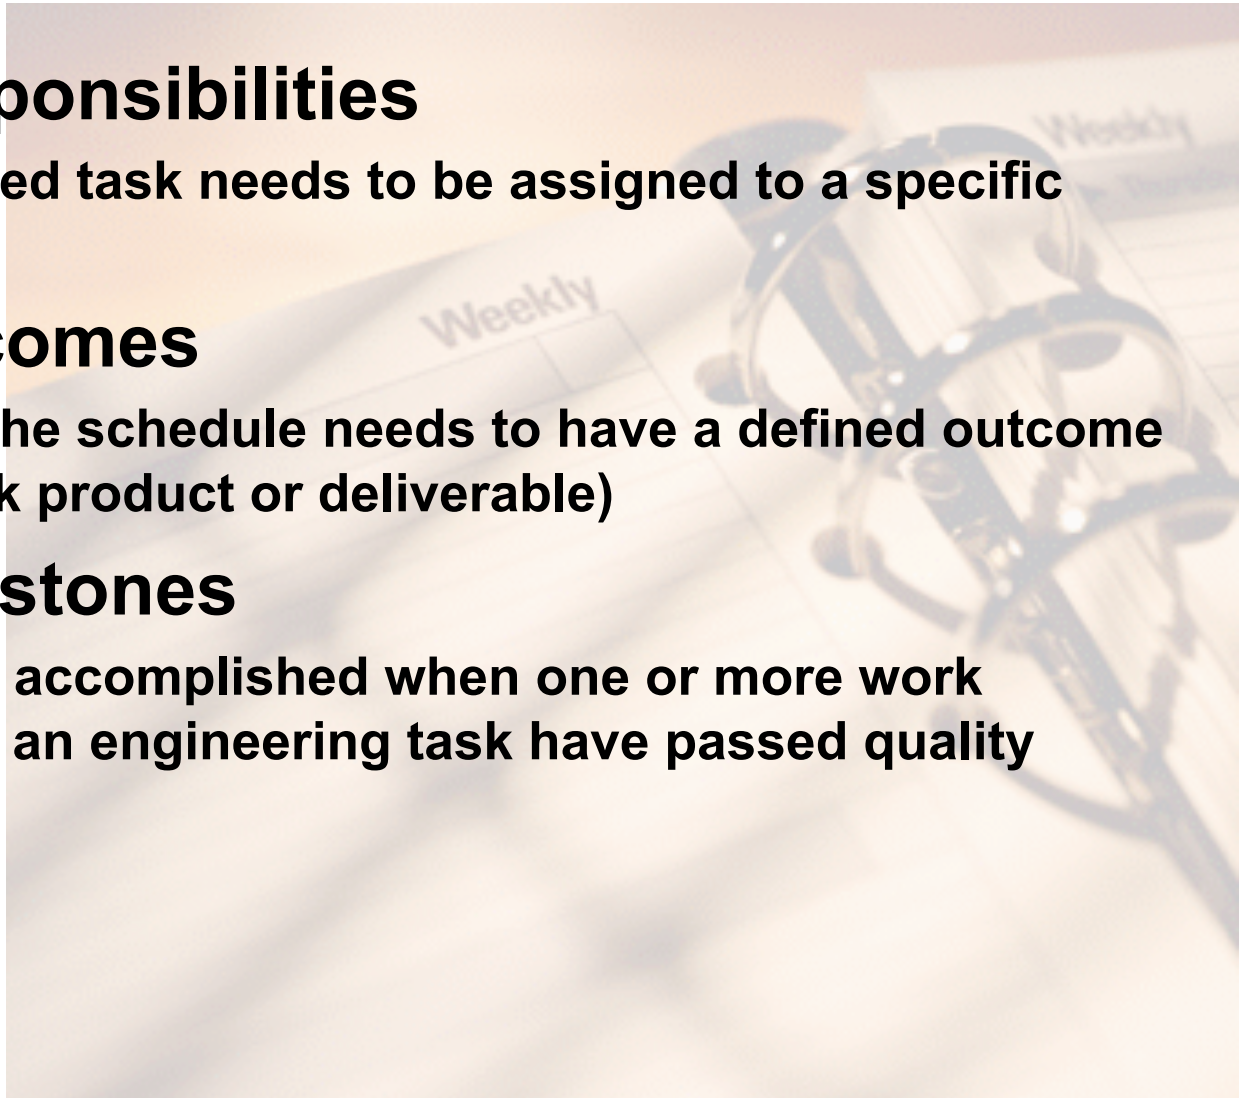 ponsibilities
Weekly
ed task needs to be assigned to a specific
Weekly
comes
he schedule needs to have a defined outcome
k product or deliverable)
stones
accomplished when one or more work
an engineering task have passed quality